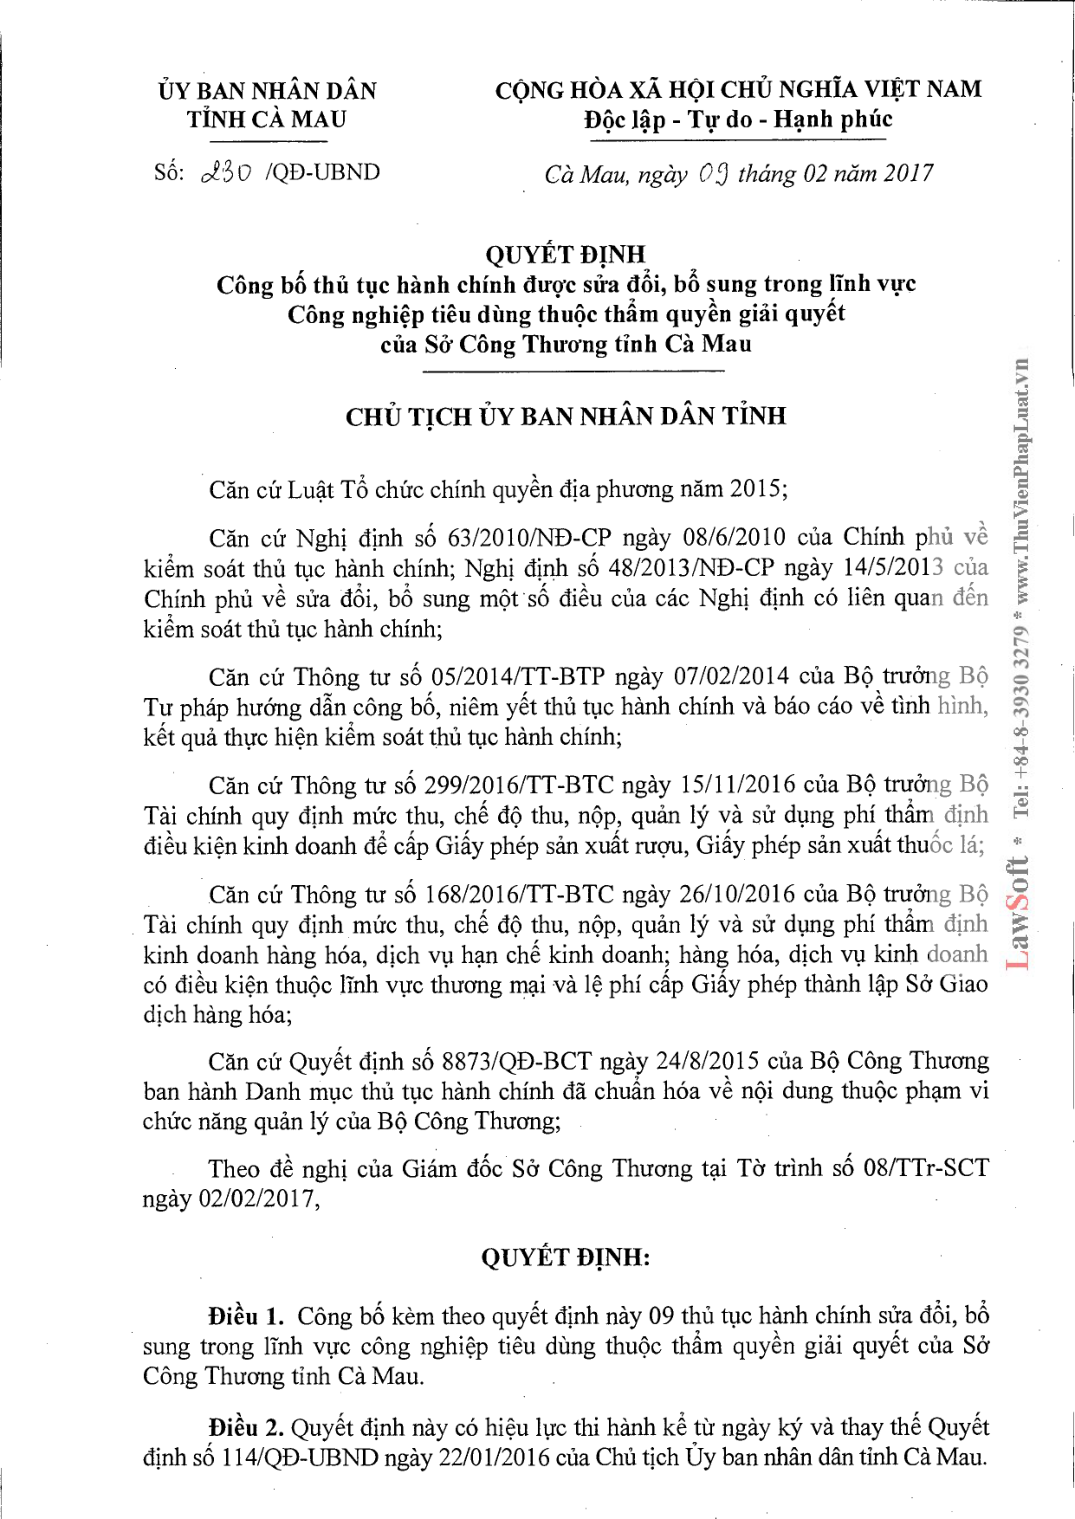 ỦY BAN NHÂN DÂN
TỈNH CÀ MAU
Số: 230 /QĐ-UBND
CỘNG HÒA XÃ HỘI CHỦ NGHĨA VIỆT NAM
Độc lập - Tự do - Hạnh phúc
Cà Mau, ngày 09 tháng 02 năm 2017
QUYẾT ĐỊNH
Công bố thủ tục hành chính được sửa đổi, bổ sung trong lĩnh vực
Công nghiệp tiêu dùng thuộc thẩm quyền giải quyết
của Sở Công Thương tỉnh Cà Mau
CHỦ TỊCH ỦY BAN NHÂN DÂN TỈNH
Căn cứ Luật Tổ chức chính quyền địa phương năm 2015;
Căn cứ Nghị định số 63/2010/NĐ-CP ngày 08/6/2010 của Chính phủ về
kiểm soát thủ tục hành chính; Nghị định số 48/2013/NĐ-CP ngày 14/5/2013 của
Chính phủ về sửa đổi, bổ sung một số điều của các Nghị định có liên quan đến
kiểm soát thủ tục hành chính;
Căn cứ Thông tư số 05/2014/TT-BTP ngày 07/02/2014 của Bộ trưởng Bộ
Tư pháp hướng dẫn công bố, niêm yết thủ tục hành chính và báo cáo về tình hình,
kết quả thực hiện kiểm soát thủ tục hành chính;
Căn cứ Thông tư số 299/2016/TT-BTC ngày 15/11/2016 của Bộ trưởng Bộ
Tài chính quy định mức thu, chế độ thu, nộp, quản lý và sử dụng phí thẩm định
điều kiện kinh doanh để cấp Giấy phép sản xuất rượu, Giấy phép sản xuất thuốc lá;
Căn cứ Thông tư số 168/2016/TT-BTC ngày 26/10/2016 của Bộ trưởng Bộ
Tài chính quy định mức thu, chế độ thu, nộp, quản lý và sử dụng phí thẩm định
kinh doanh hàng hóa, dịch vụ hạn chế kinh doanh; hàng hóa, dịch vụ kinh doanh
có điều kiện thuộc lĩnh vực thương mại và lệ phí cấp Giấy phép thành lập Sở Giao
dịch hàng hóa;
Căn cứ Quyết định số 8873/QĐ-BCT ngày 24/8/2015 của Bộ Công Thương
ban hành Danh mục thủ tục hành chính đã chuẩn hóa về nội dung thuộc phạm vi
chức năng quản lý của Bộ Công Thương;
Theo đề nghị của Giám đốc Sở Công Thương tại Tờ trình số 08/TTr-SCT
ngày 02/02/2017,
QUYẾT ĐỊNH:
Điều 1. Công bố kèm theo quyết định này 09 thủ tục hành chính sửa đổi, bổ
sung trong lĩnh vực công nghiệp tiêu dùng thuộc thẩm quyền giải quyết của Sở
Công Thương tỉnh Cà Mau.
Điều 2. Quyết định này có hiệu lực thi hành kể từ ngày ký và thay thế Quyết
định số 114/QĐ-UBND ngày 22/01/2016 của Chủ tịch Ủy ban nhân dân tỉnh Cà Mau.
LawSoft * Tel: +84-8-3930 3279 * www.ThuVienPhapLuat.vn